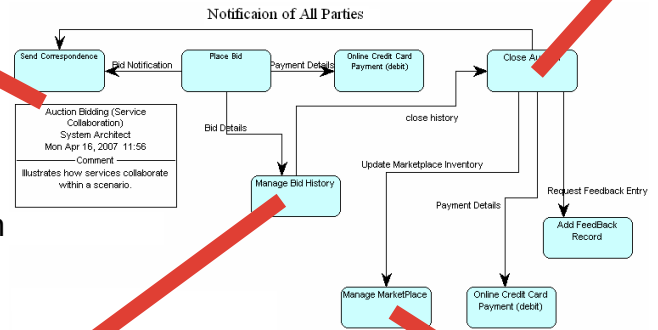 Notificaion of All Parties
Send Correspondence
Bid Notification
Place Bid
Payment Details
Online Credit Card
Payment (debit)
Close
Auction Bidding (Service
Collaboration)
System Architect
Mon Apr 16, 2007 11:56
Comment
Illustrates how services collaborate
within a scenario.
Bid Details
close history
Manage Bid History
Update Marketplace Inventory
Payment Details
Request Feedback Entry
Add FeedBack
Record
Manage MarketPlace
Online Credit Card
Payment (debit)